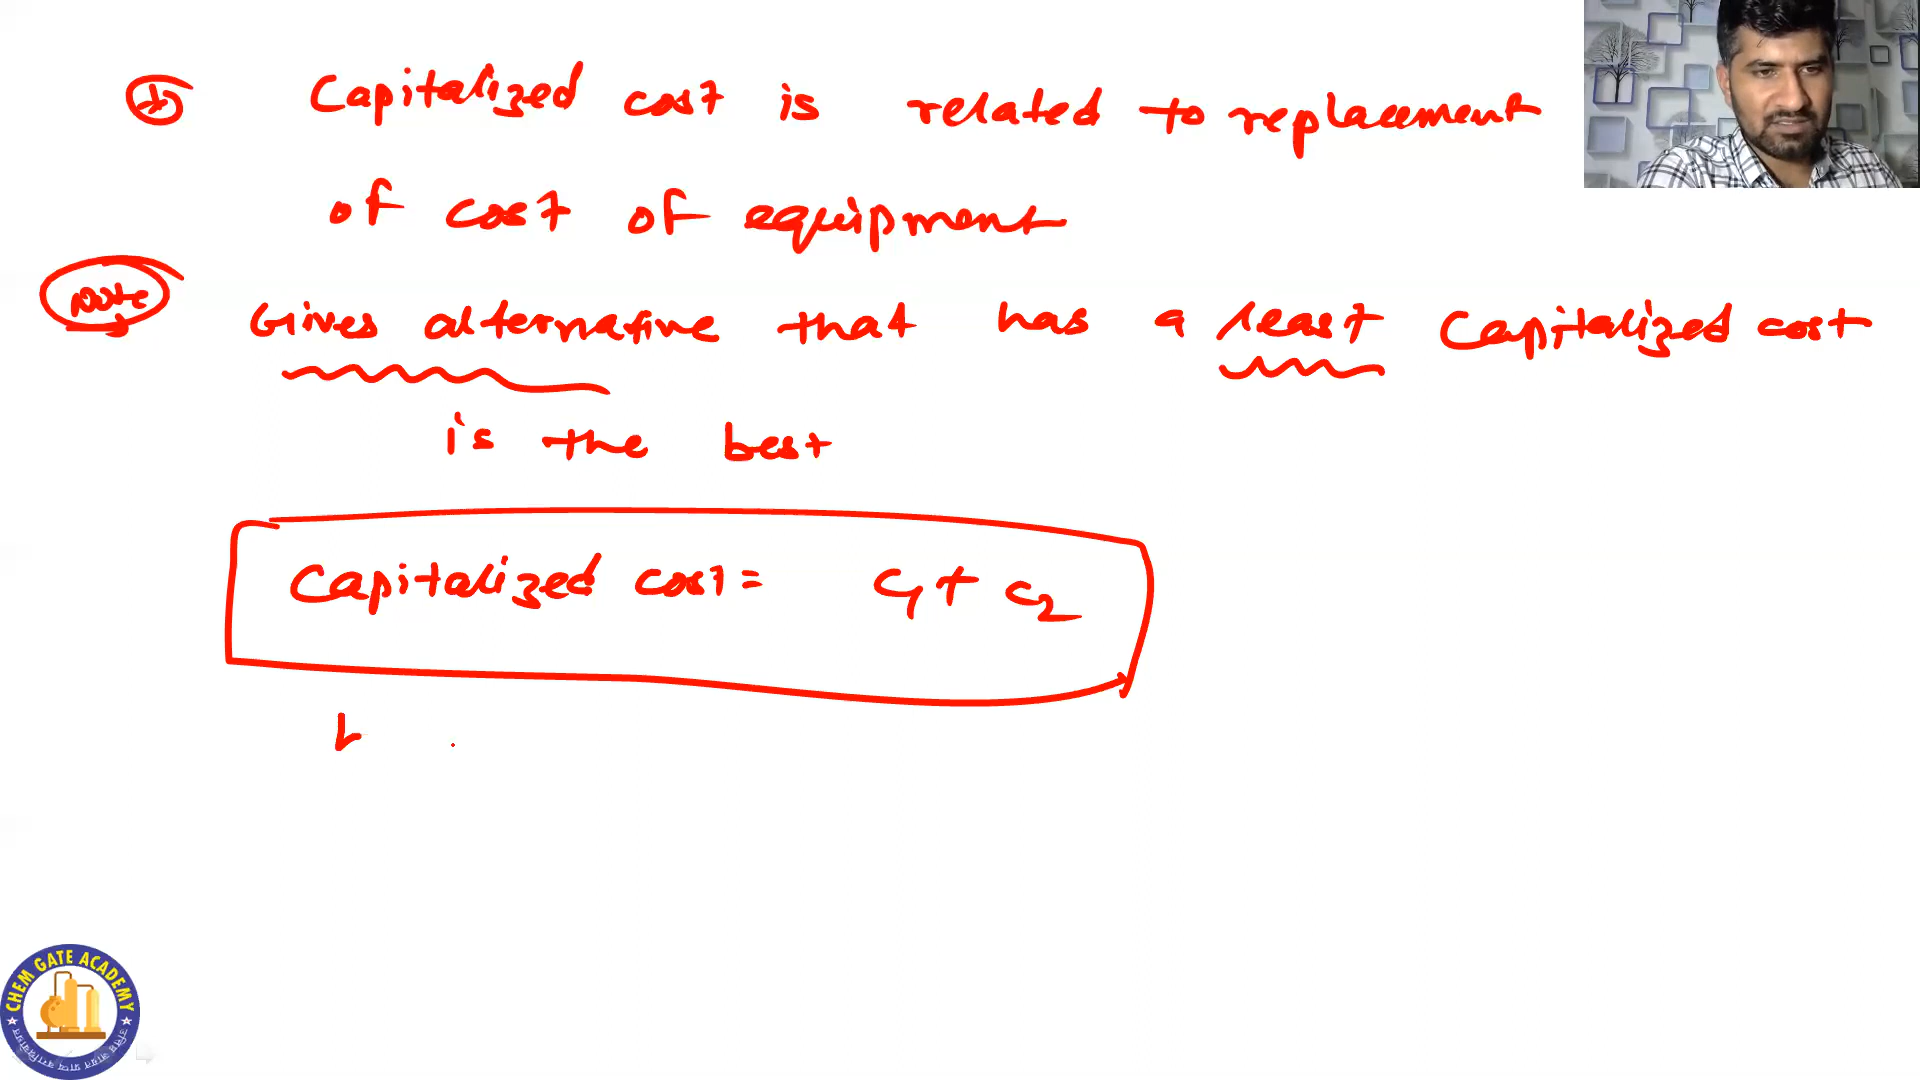 Capitalized cost is related to replacement
of cost of equipment
Note
Gives alternative that has a least Capitalized cost
is the best
Capitalized cost = C1 + C2
CHEM GATE ACADEMY